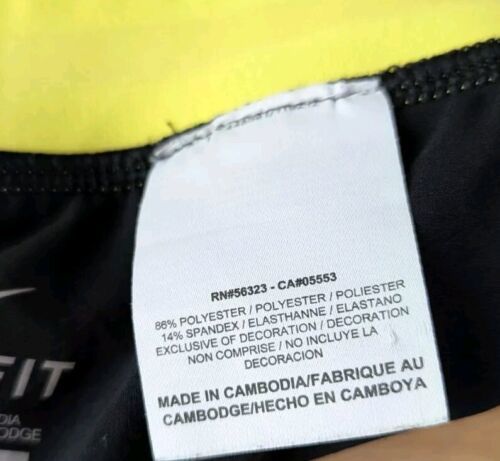 RN#56323 - CA#05553
86% POLYESTER / POLYESTER / POLIESTER
14% SPANDEX / ELASTHANNE / ELASTANO
EXCLUSIVE OF DECORATION / DECORATION
NON COMPRISE / NO INCLUYE LA
DECORACION
MADE IN CAMBODIA/FABRIQUE AU
CAMBODGE/HECHO EN CAMBOYA
FIT
DIA
ODGE